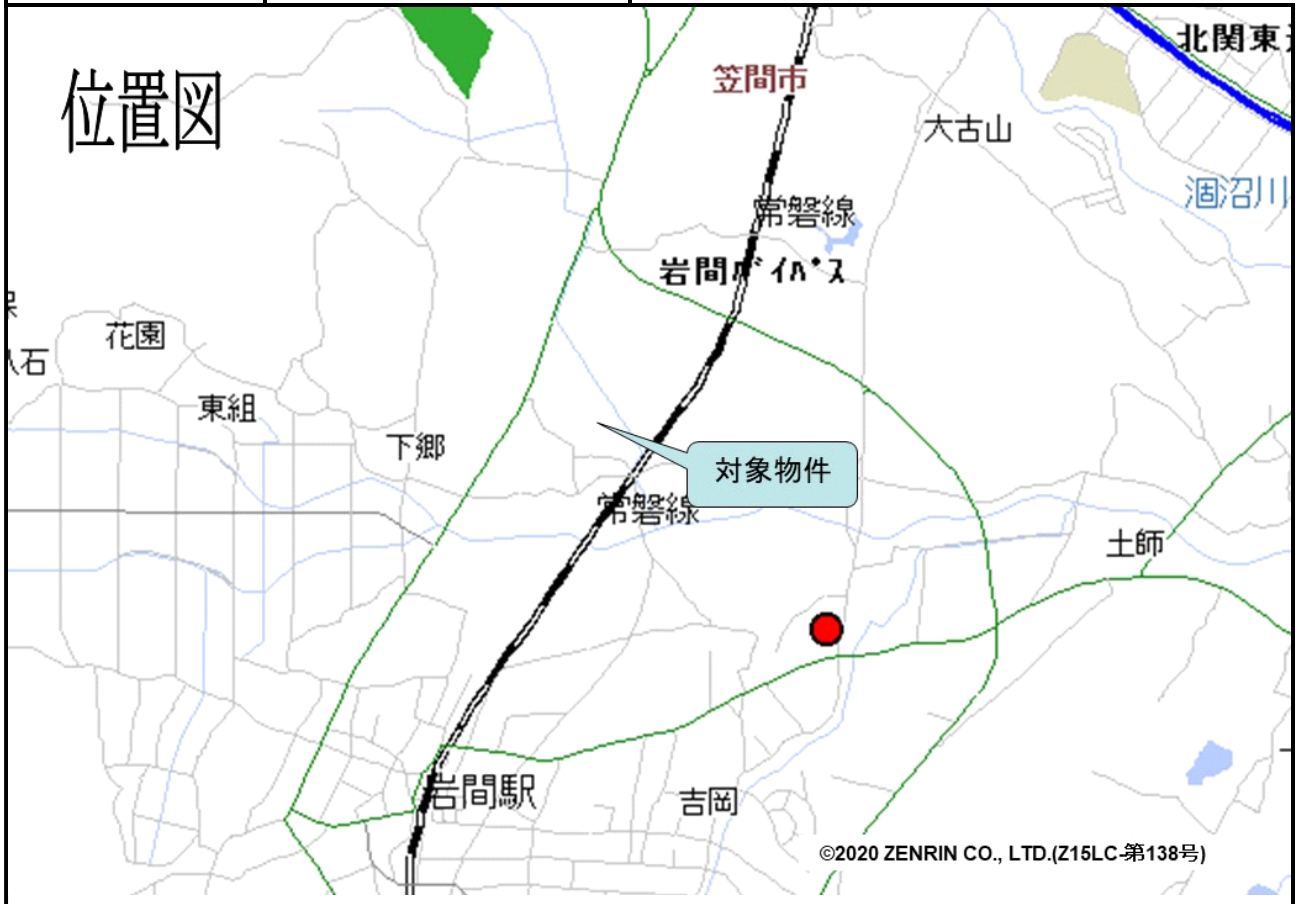 位置図
笠間市
北関東
大古山
涸沼川
常磐線
岩間ﾊﾞｲﾊﾟｽ
花園
石
東組
下郷
対象物件
常磐線
土師
岩間駅
吉岡
©2020 ZENRIN CO., LTD.(Z15LC-第138号)